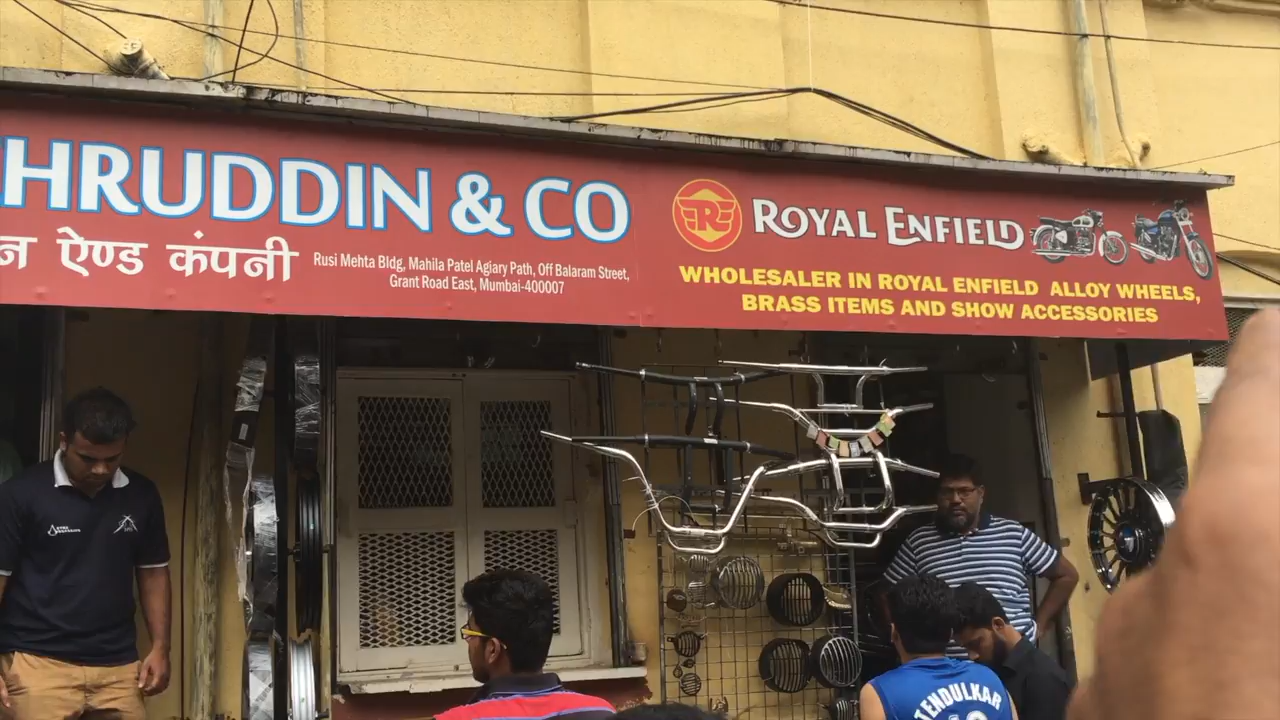 HRUDDIN & CO
न ऐण्ड कंपनी
Rusi Mehta Bldg, Mahila Patel Agiary Path, Off Balaram Street,
Grant Road East, Mumbai-400007
R ROYAL ENFIELD
WHOLESALER IN ROYAL ENFIELD ALLOY WHEELS,
BRASS ITEMS AND SHOW ACCESSORIES
TENDULKAR